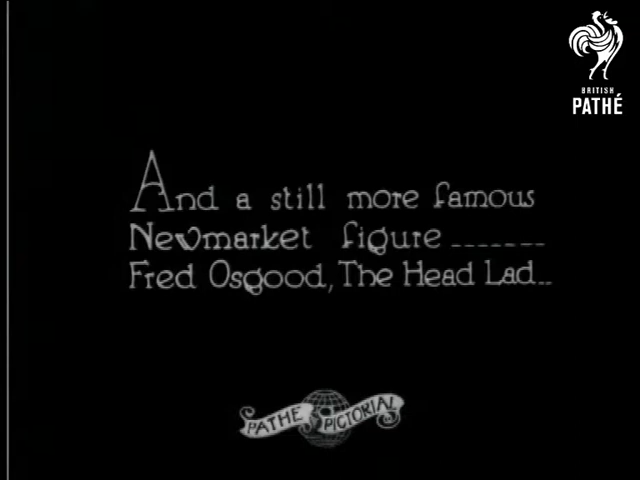 BRITISH
PATHÉ
And a still more famous
Newmarket figure -------
Fred Osgood, The Head Lad..
PATHE PICTORIAL